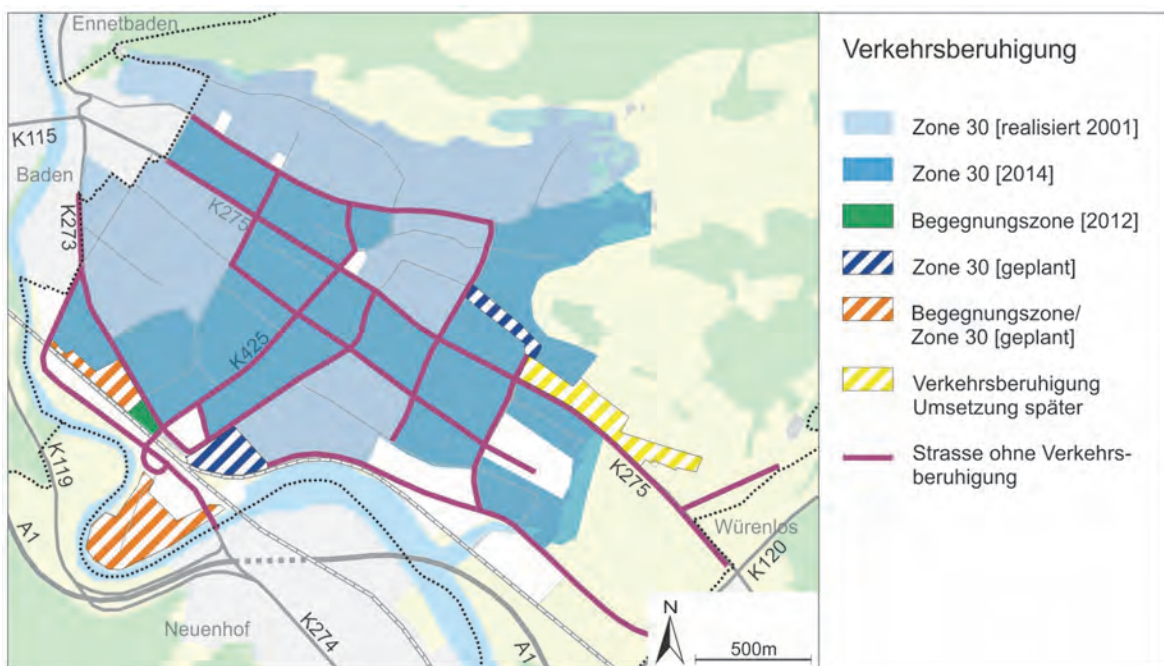 Ennetbaden
K115
Baden
K273
K275
K425
K119
A1
K275
Würenlos
K120
Neuenhof
K274
A1
N
500m
Verkehrsberuhigung
Zone 30 [realisiert 2001]
Zone 30 [2014]
Begegnungszone [2012]
Zone 30 [geplant]
Begegnungszone/
Zone 30 [geplant]
Verkehrsberuhigung
Umsetzung später
Strasse ohne Verkehrs-
beruhigung